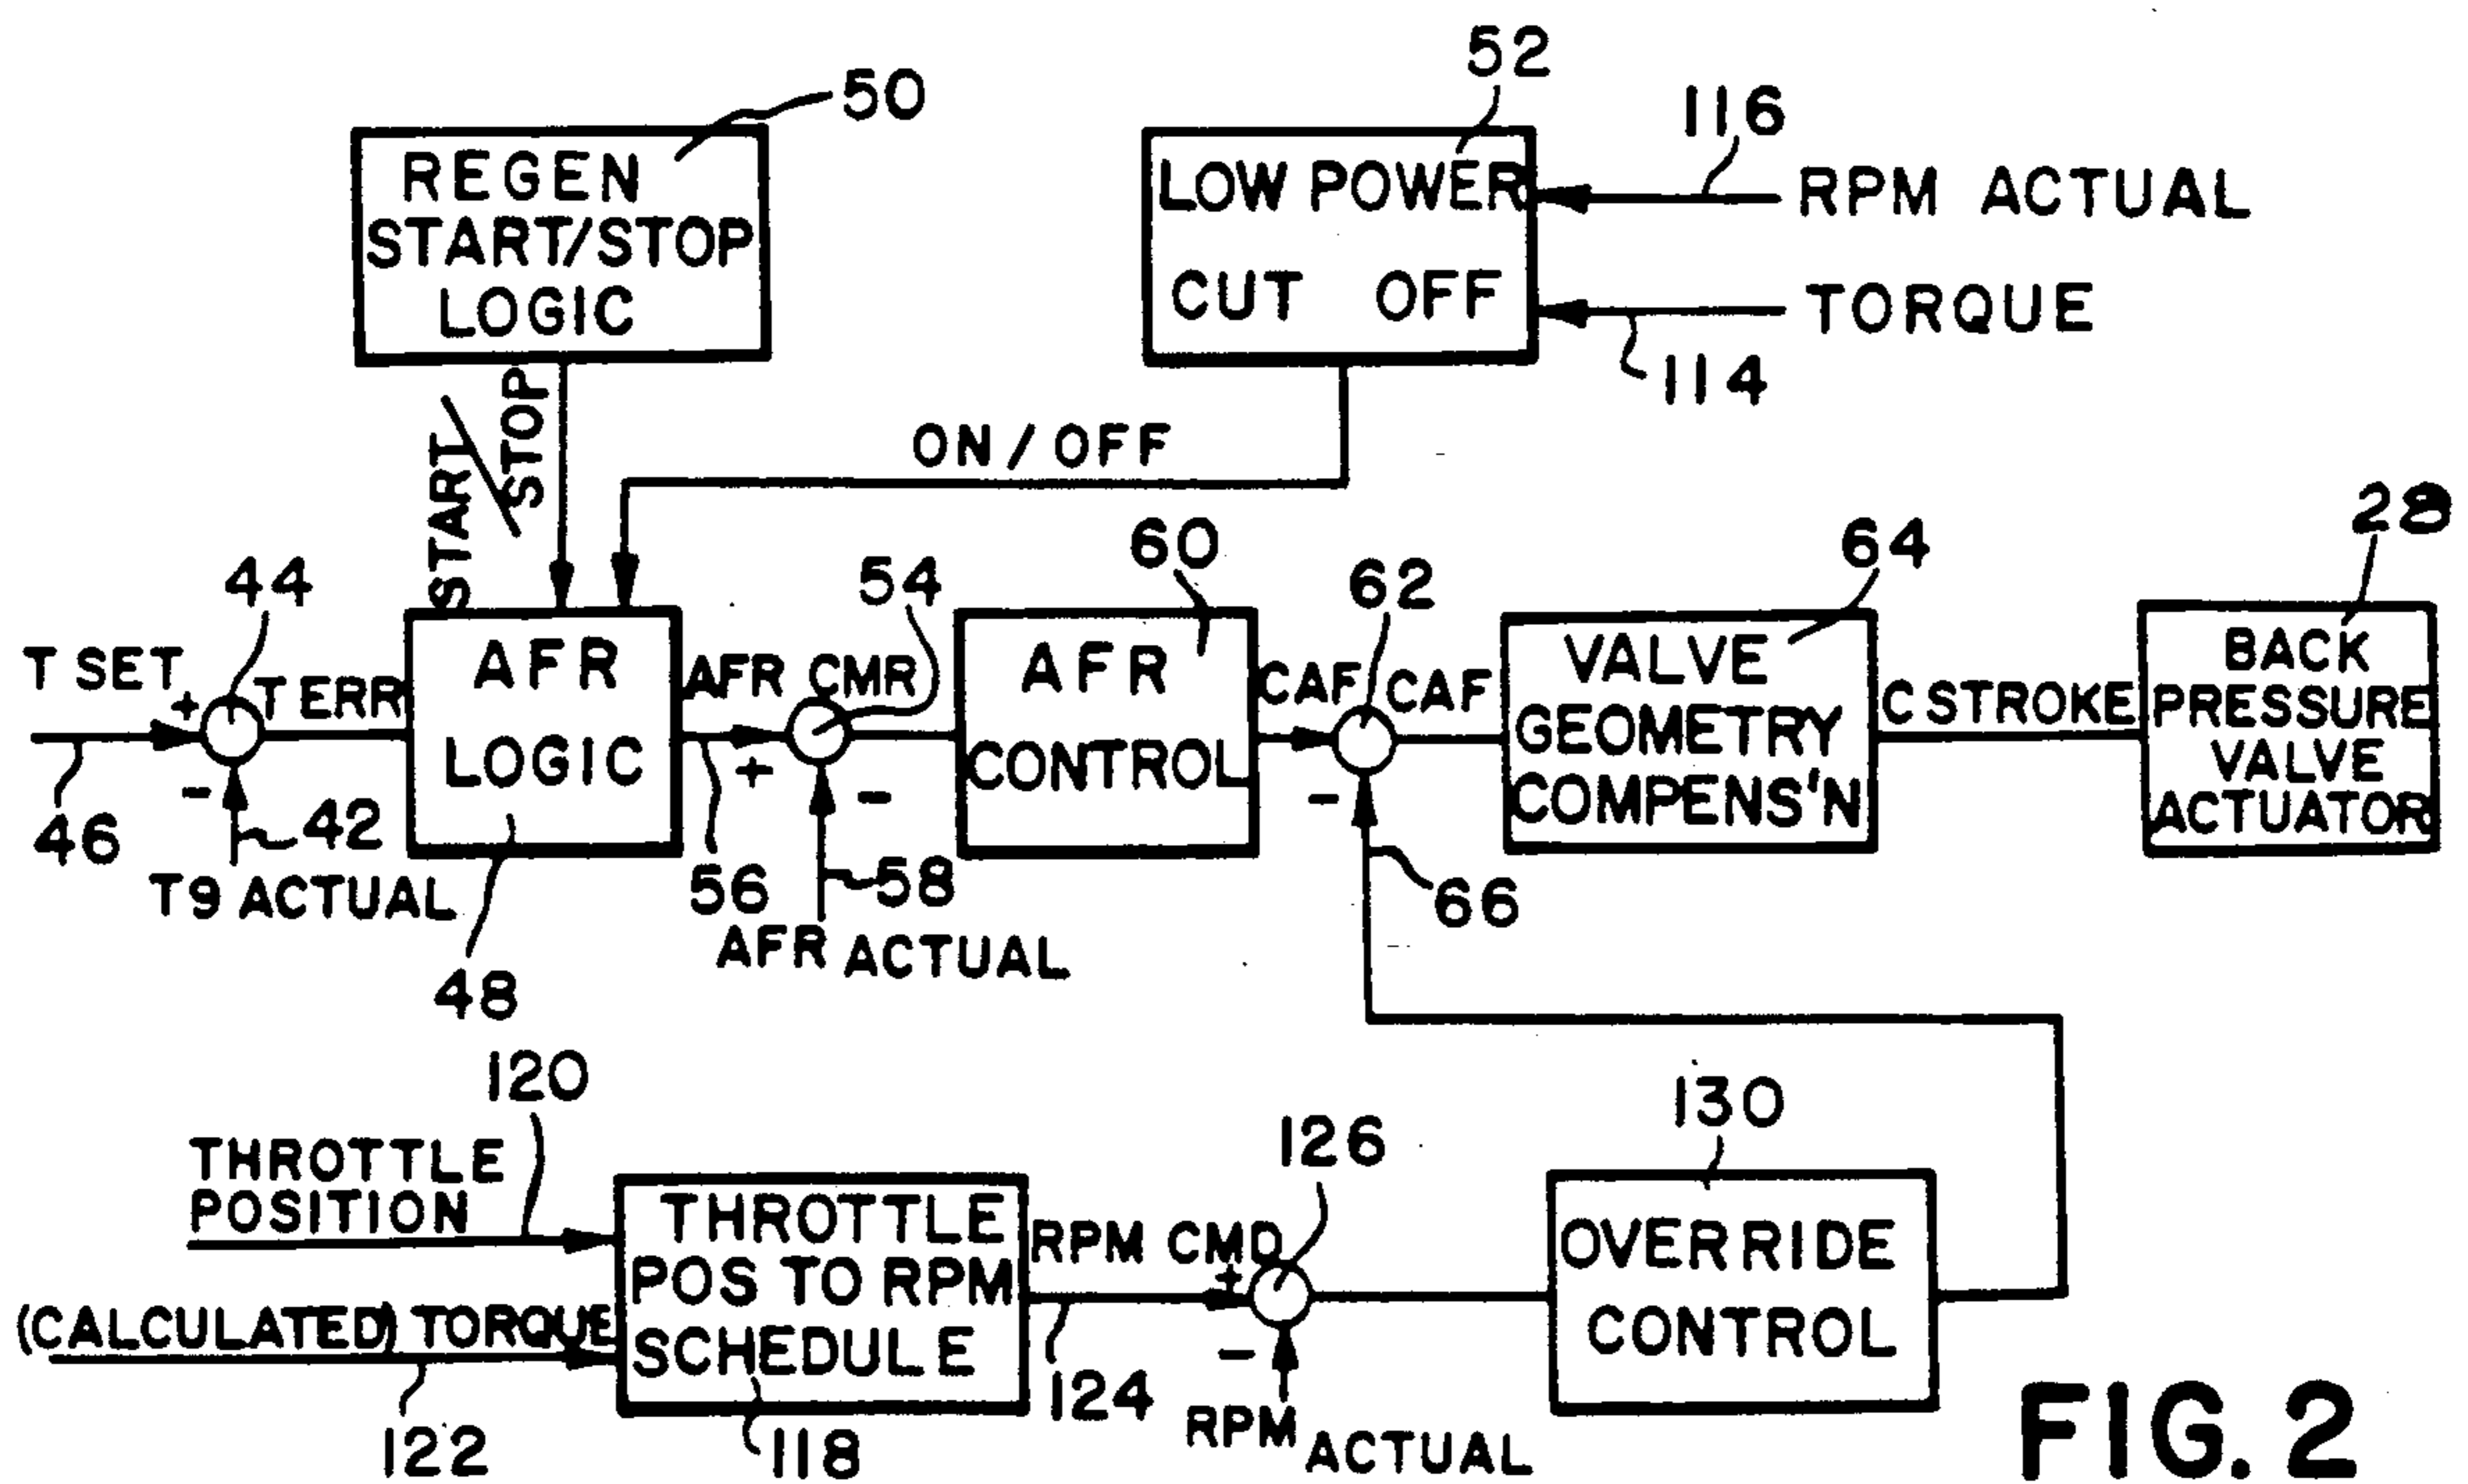 50
REGEN
START/STOP
LOGIC
52
LOW POWER
CUT OFF
116
RPM ACTUAL
TORQUE
114
START/STOP
ON/OFF
T SET
+
44
-
46
42
T9 ACTUAL
T ERR
AFR
LOGIC
48
AFR CMR
54
+
-
56
58
AFR ACTUAL
60
AFR
CONTROL
CAF
62
CAF
-
66
64
VALVE
GEOMETRY
COMPENS'N
C STROKE
28
BACK
PRESSURE
VALVE
ACTUATOR
120
THROTTLE
POSITION
(CALCULATED) TORQUE
122
THROTTLE
POS TO RPM
SCHEDULE
118
RPM CMD
+
124
126
-
RPM ACTUAL
130
OVERRIDE
CONTROL
FIG. 2